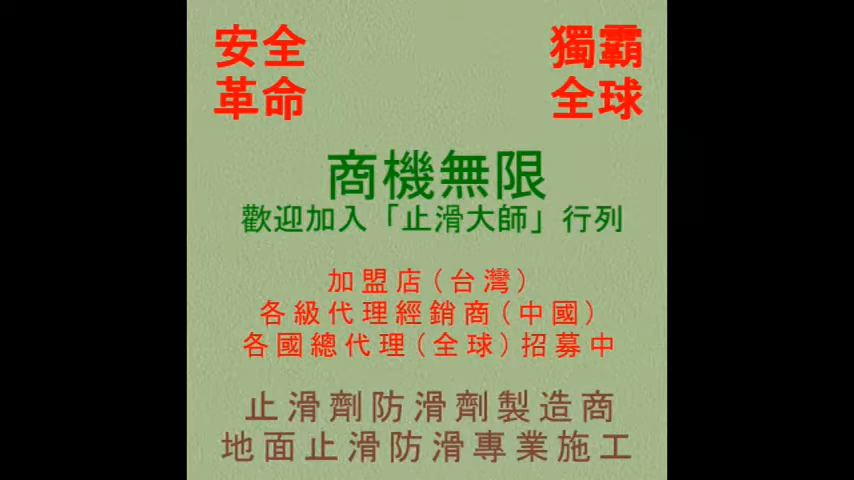 安全 獨霸
革命 全球
商機無限
歡迎加入「止滑大師」行列
加盟店(台灣)
各級代理經銷商(中國)
各國總代理(全球)招募中
止滑劑防滑劑製造商
地面止滑防滑專業施工